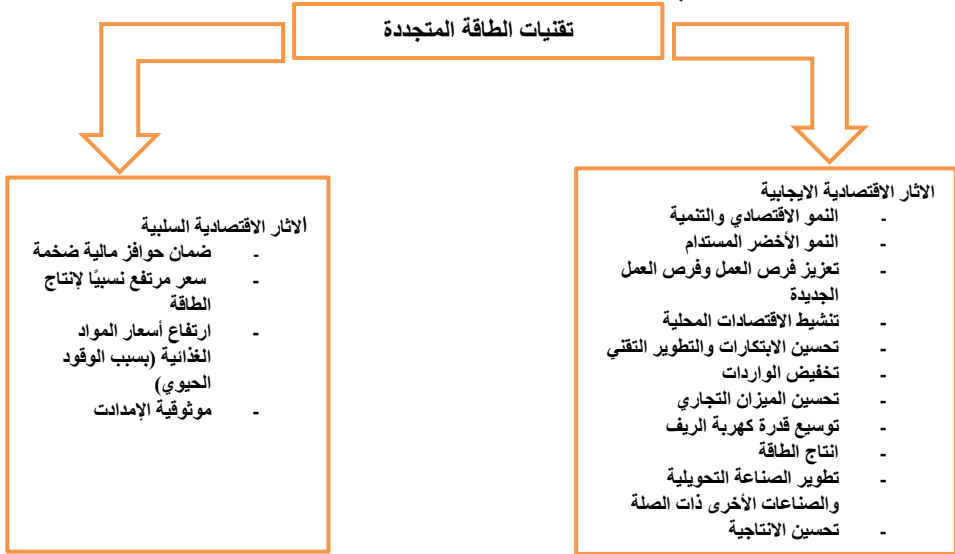 تقنيات الطاقة المتجددة
الاثار الاقتصادية الايجابية
- النمو الاقتصادي والتنمية
- النمو الأخضر المستدام
- تعزيز فرص العمل وفرص العمل
الجديدة
- تنشيط الاقتصادات المحلية
- تحسين الابتكارات والتطوير التقني
- تخفيض الواردات
- تحسين الميزان التجاري
- توسيع قدرة كهربة الريف
- انتاج الطاقة
- تطوير الصناعة التحويلية
والصناعات الأخرى ذات الصلة
- تحسين الانتاجية
ألاثار الاقتصادية السلبية
- ضمان حوافز مالية ضخمة
- سعر مرتفع نسبيًا لإنتاج
الطاقة
- ارتفاع أسعار المواد
الغذائية (بسبب الوقود
الحيوي)
- موثوقية الإمدادت